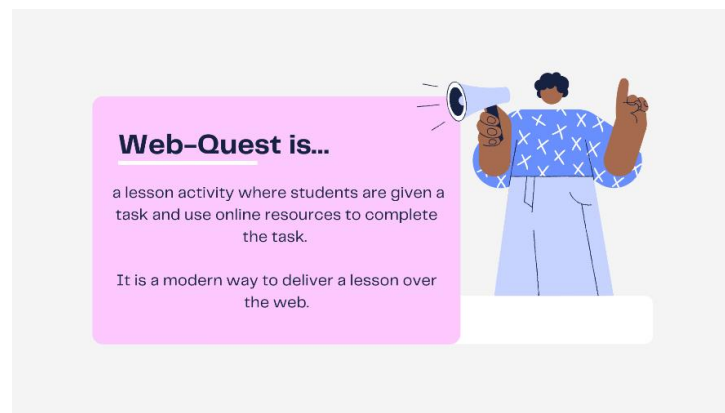 Web-Quest is...
a lesson activity where students are given a
task and use online resources to complete
the task.
It is a modern way to deliver a lesson over
the web.